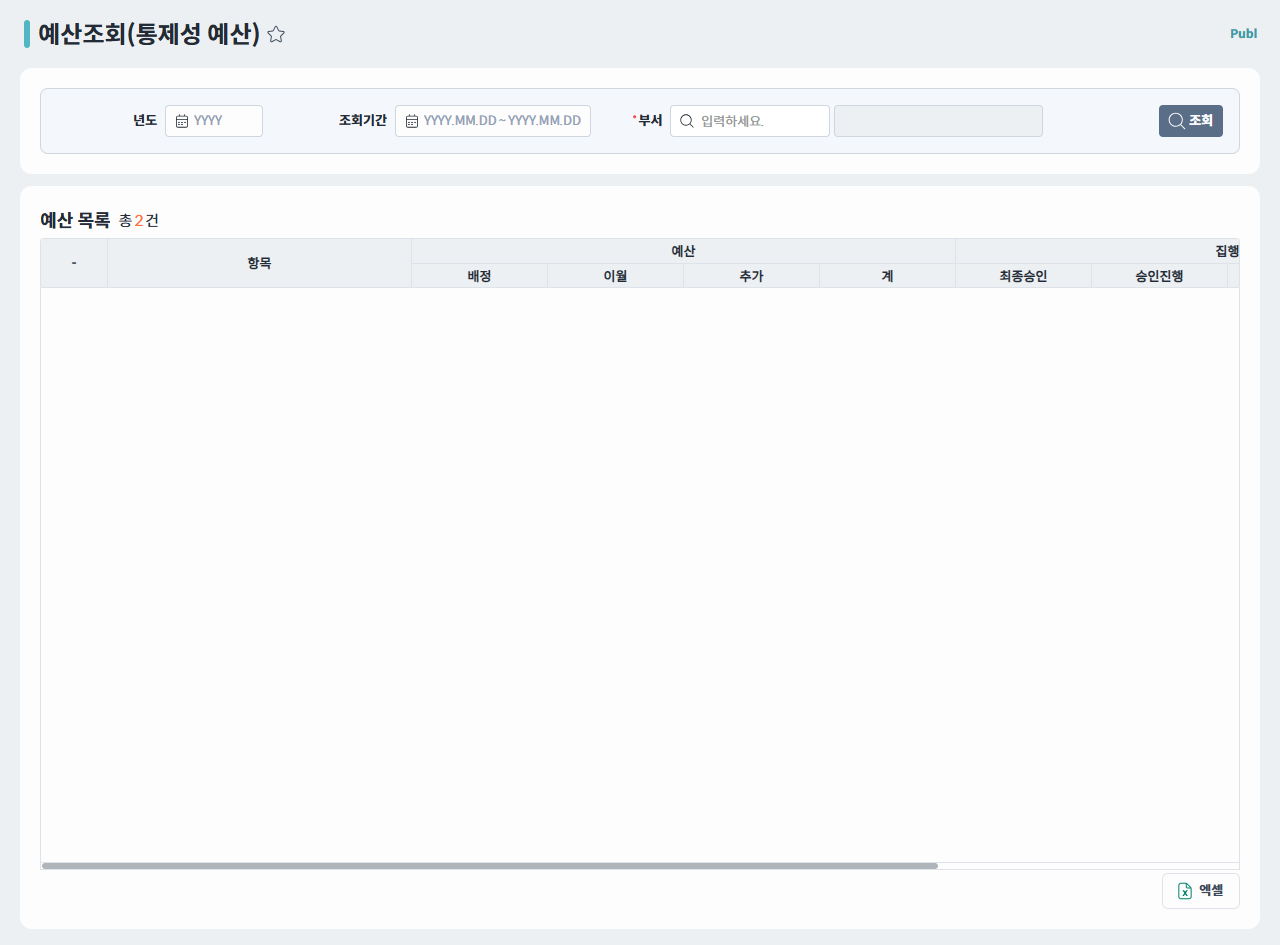 예산조회(통제성 예산)
Publ
년도 YYYY 조회기간 YYYY.MM.DD ~ YYYY.MM.DD * 부서 입력하세요. 조회
예산 목록 총 2 건
- 항목 예산 집행
배정 이월 추가 계 최종승인 승인진행
엑셀